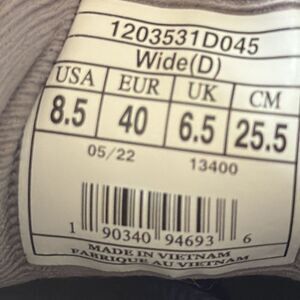 1203531D045
Wide(D)
USA EUR UK CM
8.5 40 6.5 25.5
05/22 13400
1 90340 94693 6
MADE IN VIETNAM
FABRIQUE AU VIETNAM